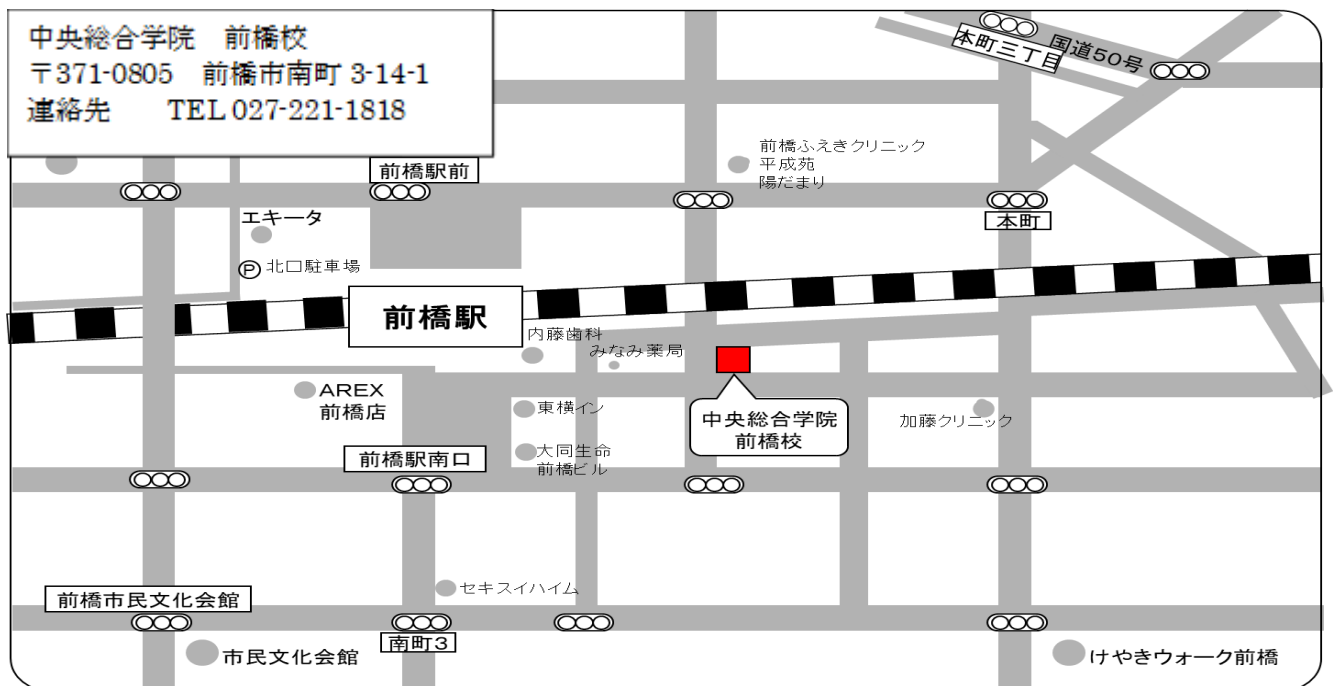 中央総合学院　前橋校
〒371-0805　前橋市南町 3-14-1
連絡先　　TEL 027-221-1818
本町三丁目
国道50号
前橋駅前
前橋ふえきクリニック
平成苑
陽だまり
エキータ
本町
P 北口駐車場
前橋駅
内藤歯科
みなみ薬局
AREX
前橋店
東横イン
中央総合学院
前橋校
加藤クリニック
大同生命
前橋ビル
前橋駅南口
セキスイハイム
前橋市民文化会館
南町3
市民文化会館
けやきウォーク前橋